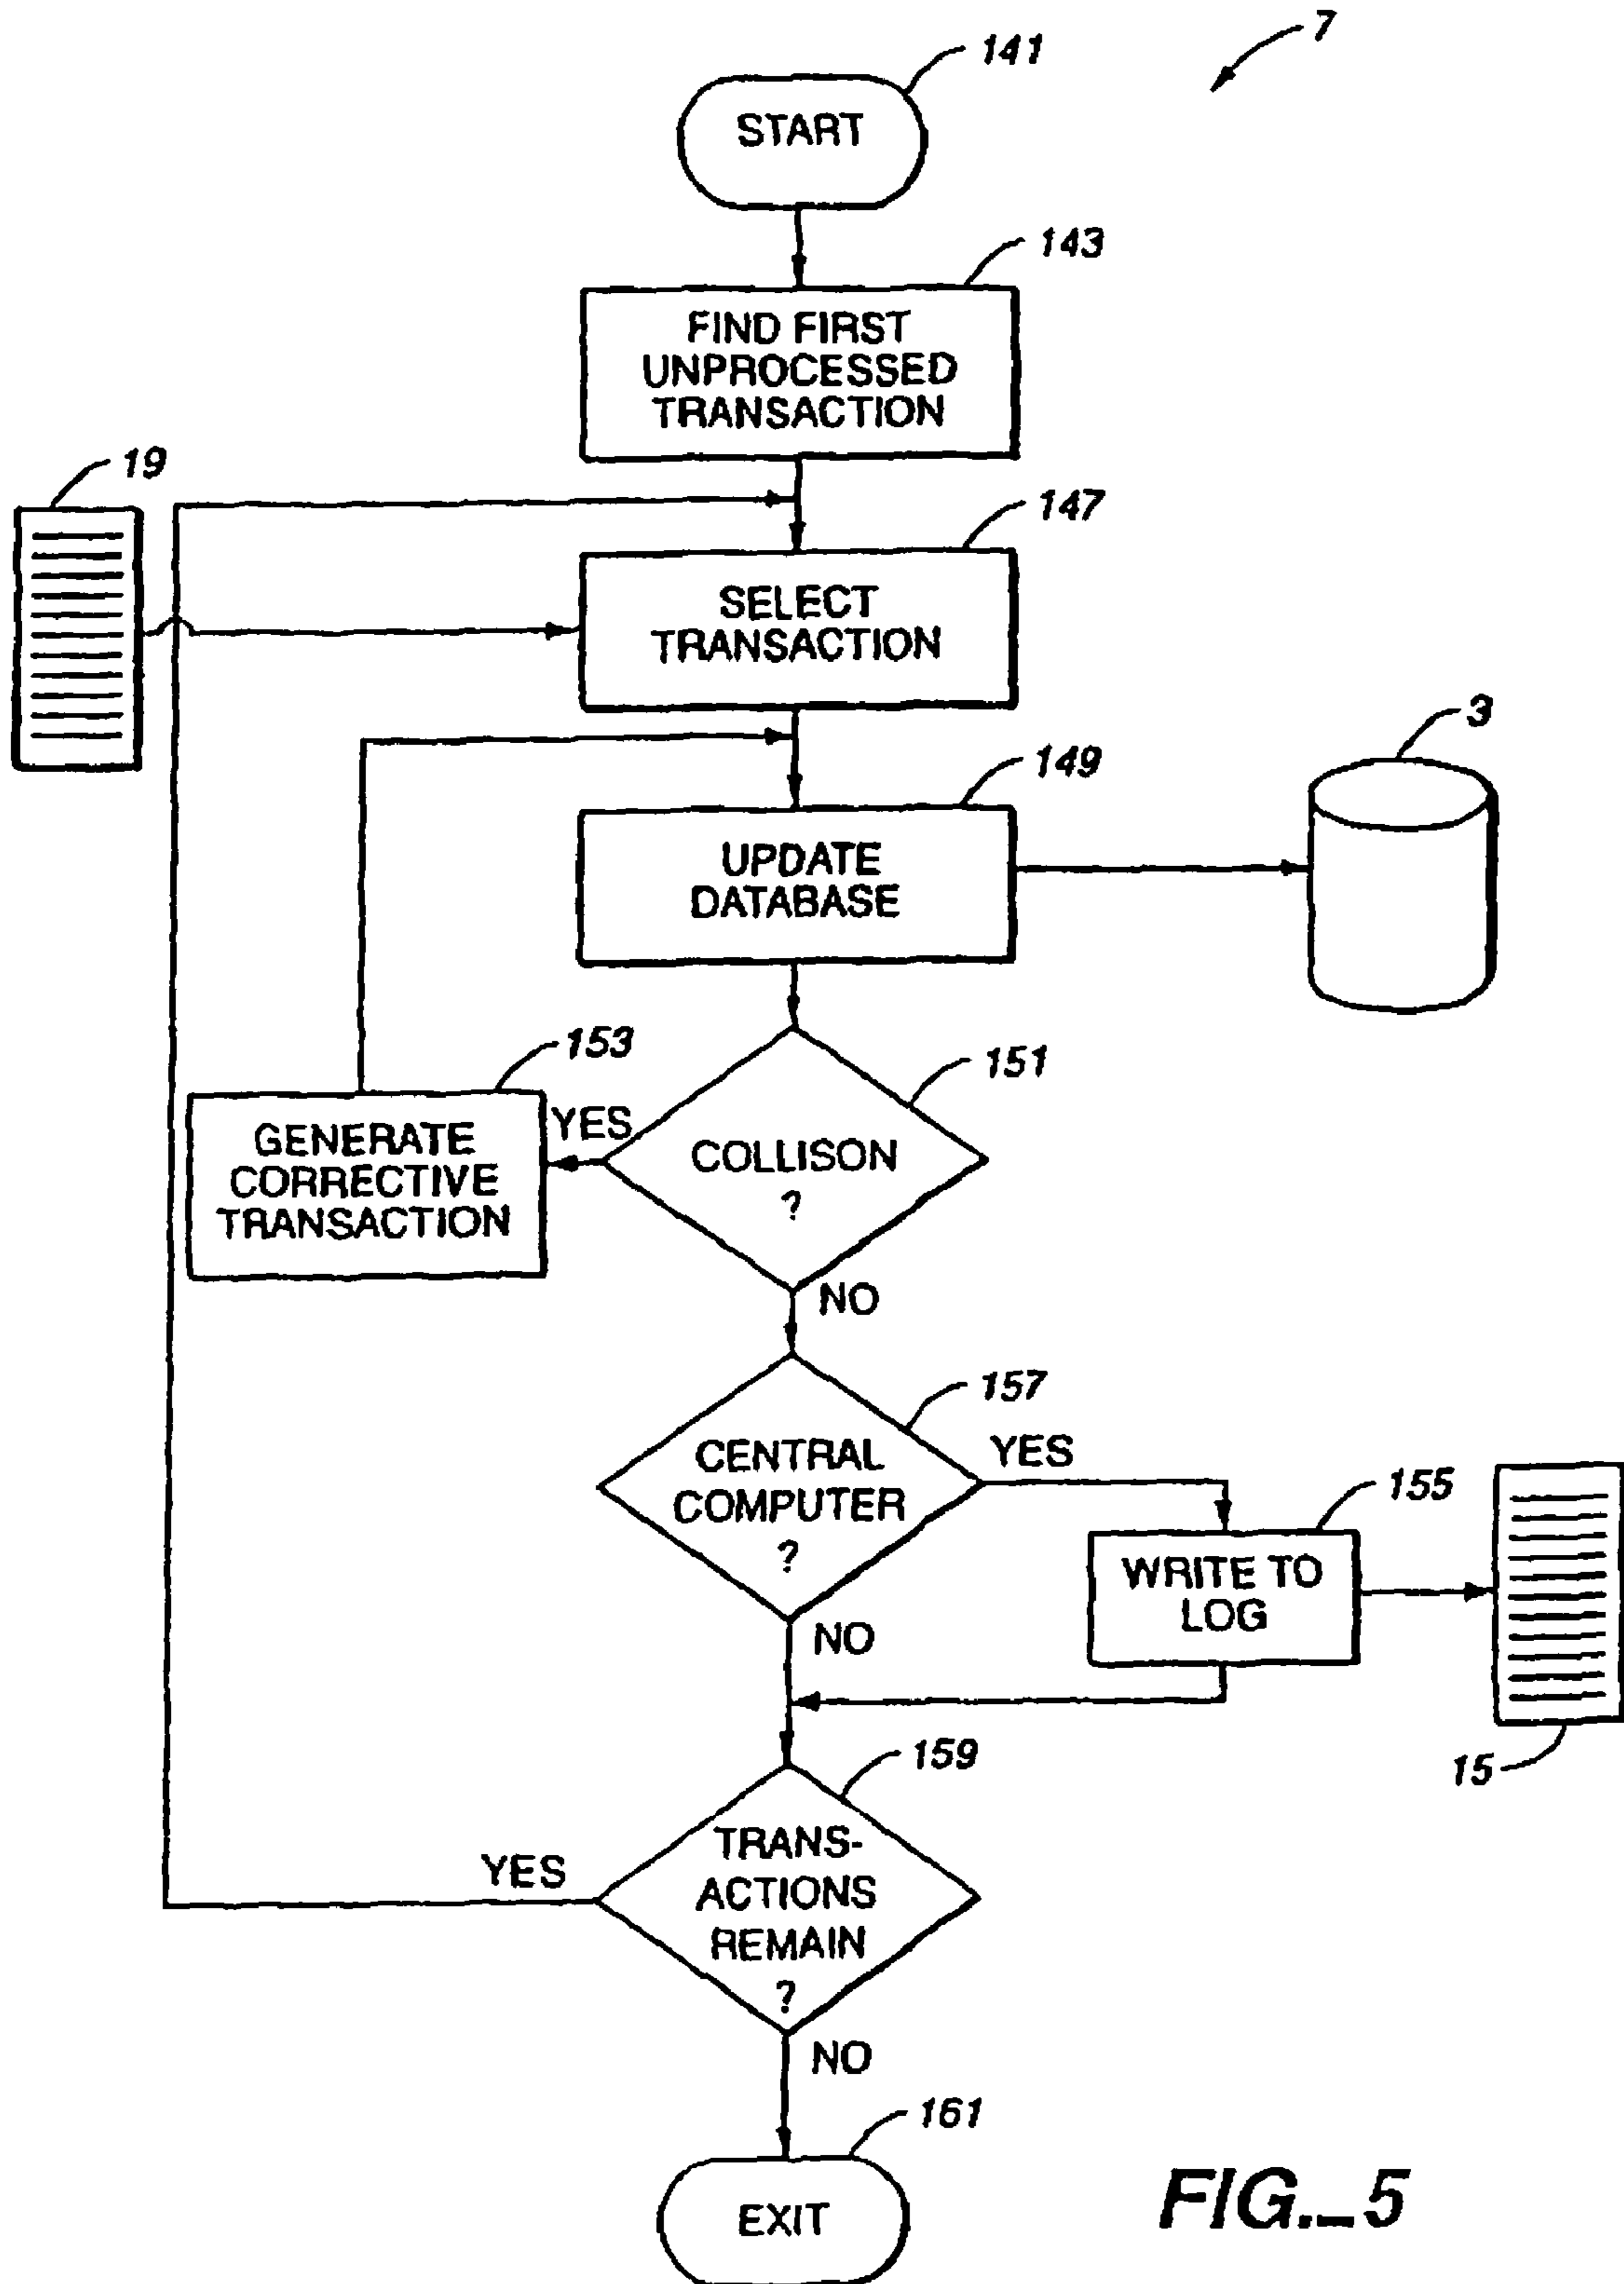 7
141
START
143
FIND FIRST
UNPROCESSED
TRANSACTION
19
147
SELECT
TRANSACTION
3
149
UPDATE
DATABASE
153
151
GENERATE
CORRECTIVE
TRANSACTION
YES
COLLISON
?
NO
157
CENTRAL
COMPUTER
?
YES
155
WRITE TO
LOG
NO
15
159
TRANS-
ACTIONS
REMAIN
?
YES
NO
161
EXIT
FIG._5